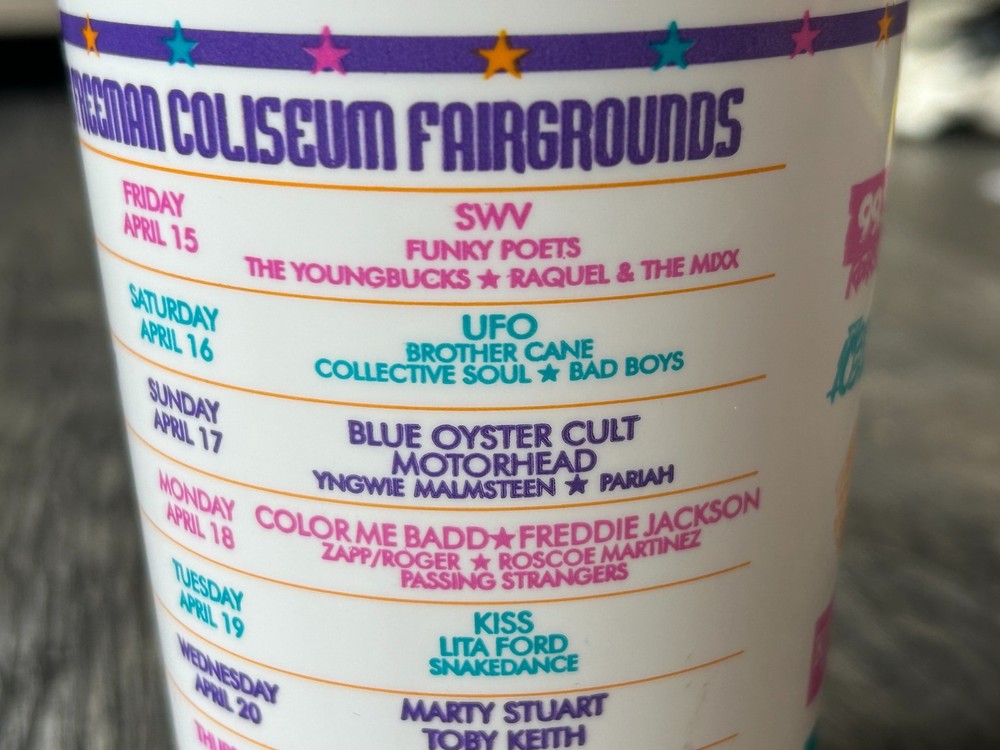 FREEMAN COLISEUM FAIRGROUNDS
FRIDAY
APRIL 15
SWV
FUNKY POETS
THE YOUNGBUCKS ★ RAQUEL & THE MIXX
SATURDAY
APRIL 16
UFO
BROTHER CANE
COLLECTIVE SOUL ★ BAD BOYS
SUNDAY
APRIL 17
BLUE OYSTER CULT
MOTORHEAD
YNGWIE MALMSTEEN ★ PARIAH
MONDAY
APRIL 18
COLOR ME BADD★FREDDIE JACKSON
ZAPP/ROGER ★ ROSCOE MARTINEZ
PASSING STRANGERS
TUESDAY
APRIL 19
KISS
LITA FORD
SNAKEDANCE
WEDNESDAY
APRIL 20
MARTY STUART
TOBY KEITH
99